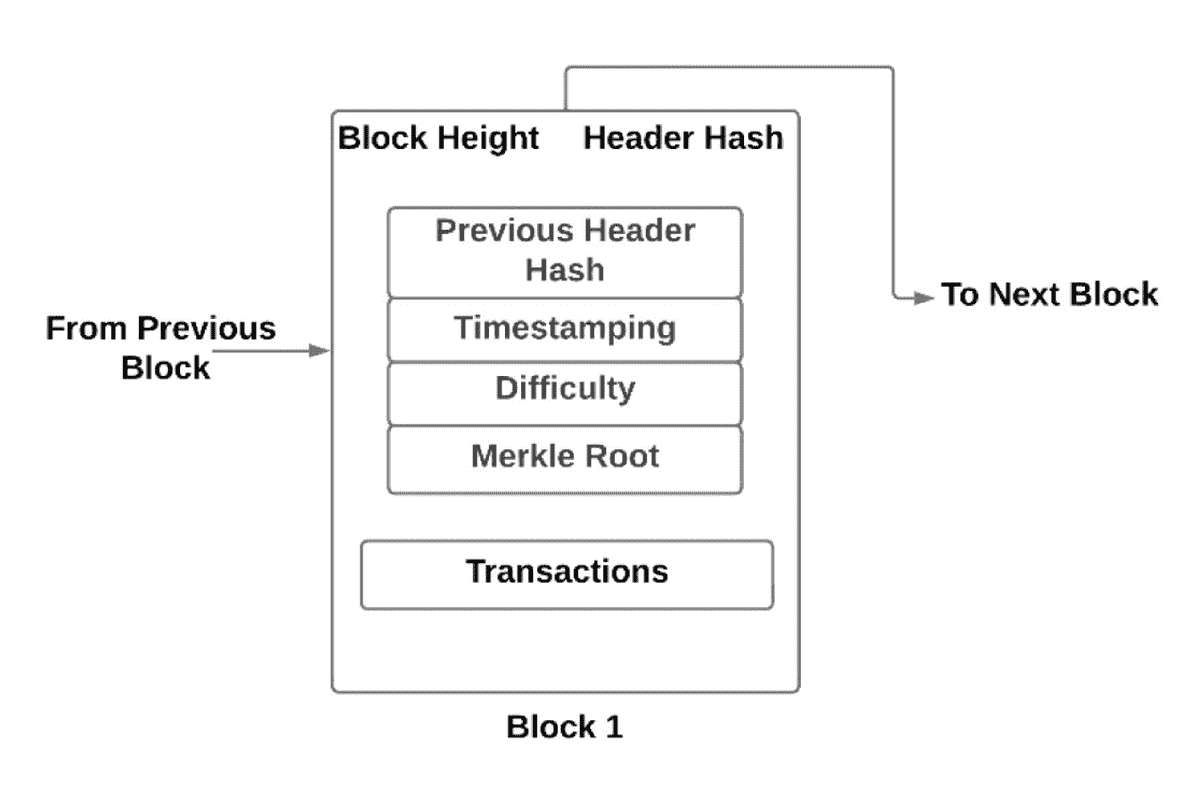 Block Height Header Hash
Previous Header
Hash
Timestamping
To Next Block
From Previous
Block
Difficulty
Merkle Root
Transactions
Block 1